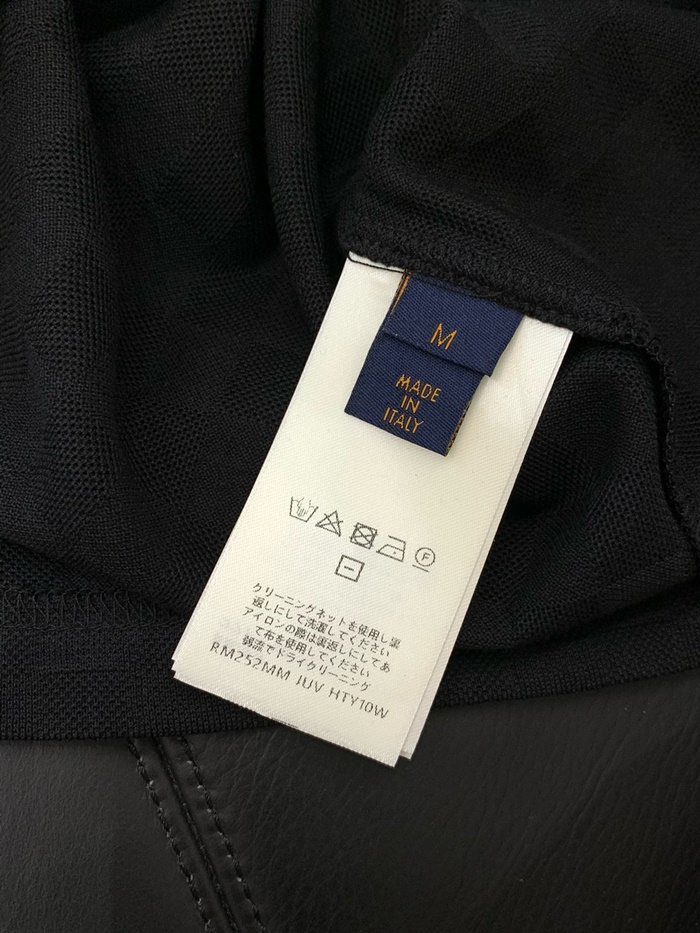 M
MADE
IN
ITALY
F
クリーニングネットを使用し裏
返しにして洗濯してください
アイロンの際は裏返しにしてあ
て布を使用してください
弱流でドライクリーニング
RM252MM JUV HTY10W